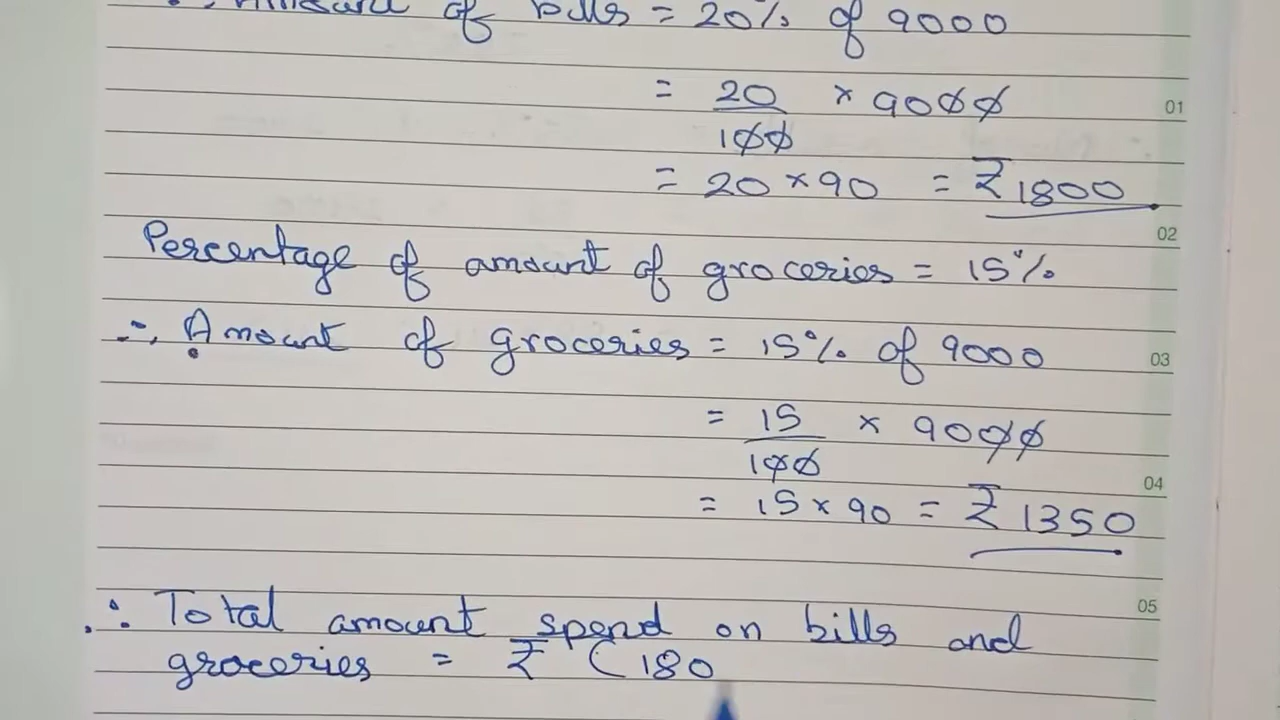 ∴ Amount of bills = 20% of 9000
= 20/100 × 9000
01
= 20 × 90 = ₹1800
02
Percentage of amount of groceries = 15%
∴ Amount of groceries = 15% of 9000
03
= 15/100 × 9000
04
= 15 × 90 = ₹ 1350
05
∴ Total amount spend on bills and
groceries = ₹ (180